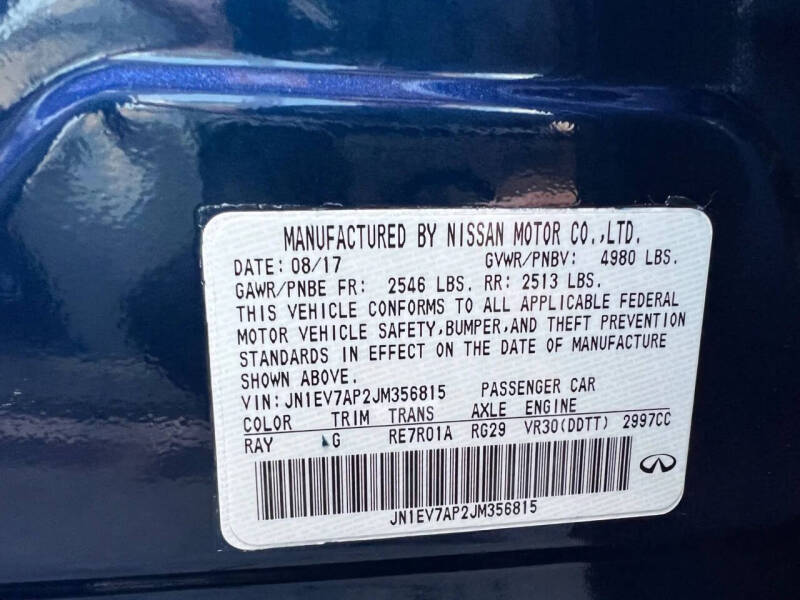 MANUFACTURED BY NISSAN MOTOR CO.,LTD.
DATE: 08/17 GVWR/PNBV: 4980 LBS.
GAWR/PNBE FR: 2546 LBS. RR: 2513 LBS.
THIS VEHICLE CONFORMS TO ALL APPLICABLE FEDERAL
MOTOR VEHICLE SAFETY,BUMPER,AND THEFT PREVENTION
STANDARDS IN EFFECT ON THE DATE OF MANUFACTURE
SHOWN ABOVE.
VIN: JN1EV7AP2JM356815 PASSENGER CAR
COLOR TRIM TRANS AXLE ENGINE
RAY G RE7R01A RG29 VR30(DDTT) 2997CC
JN1EV7AP2JM356815